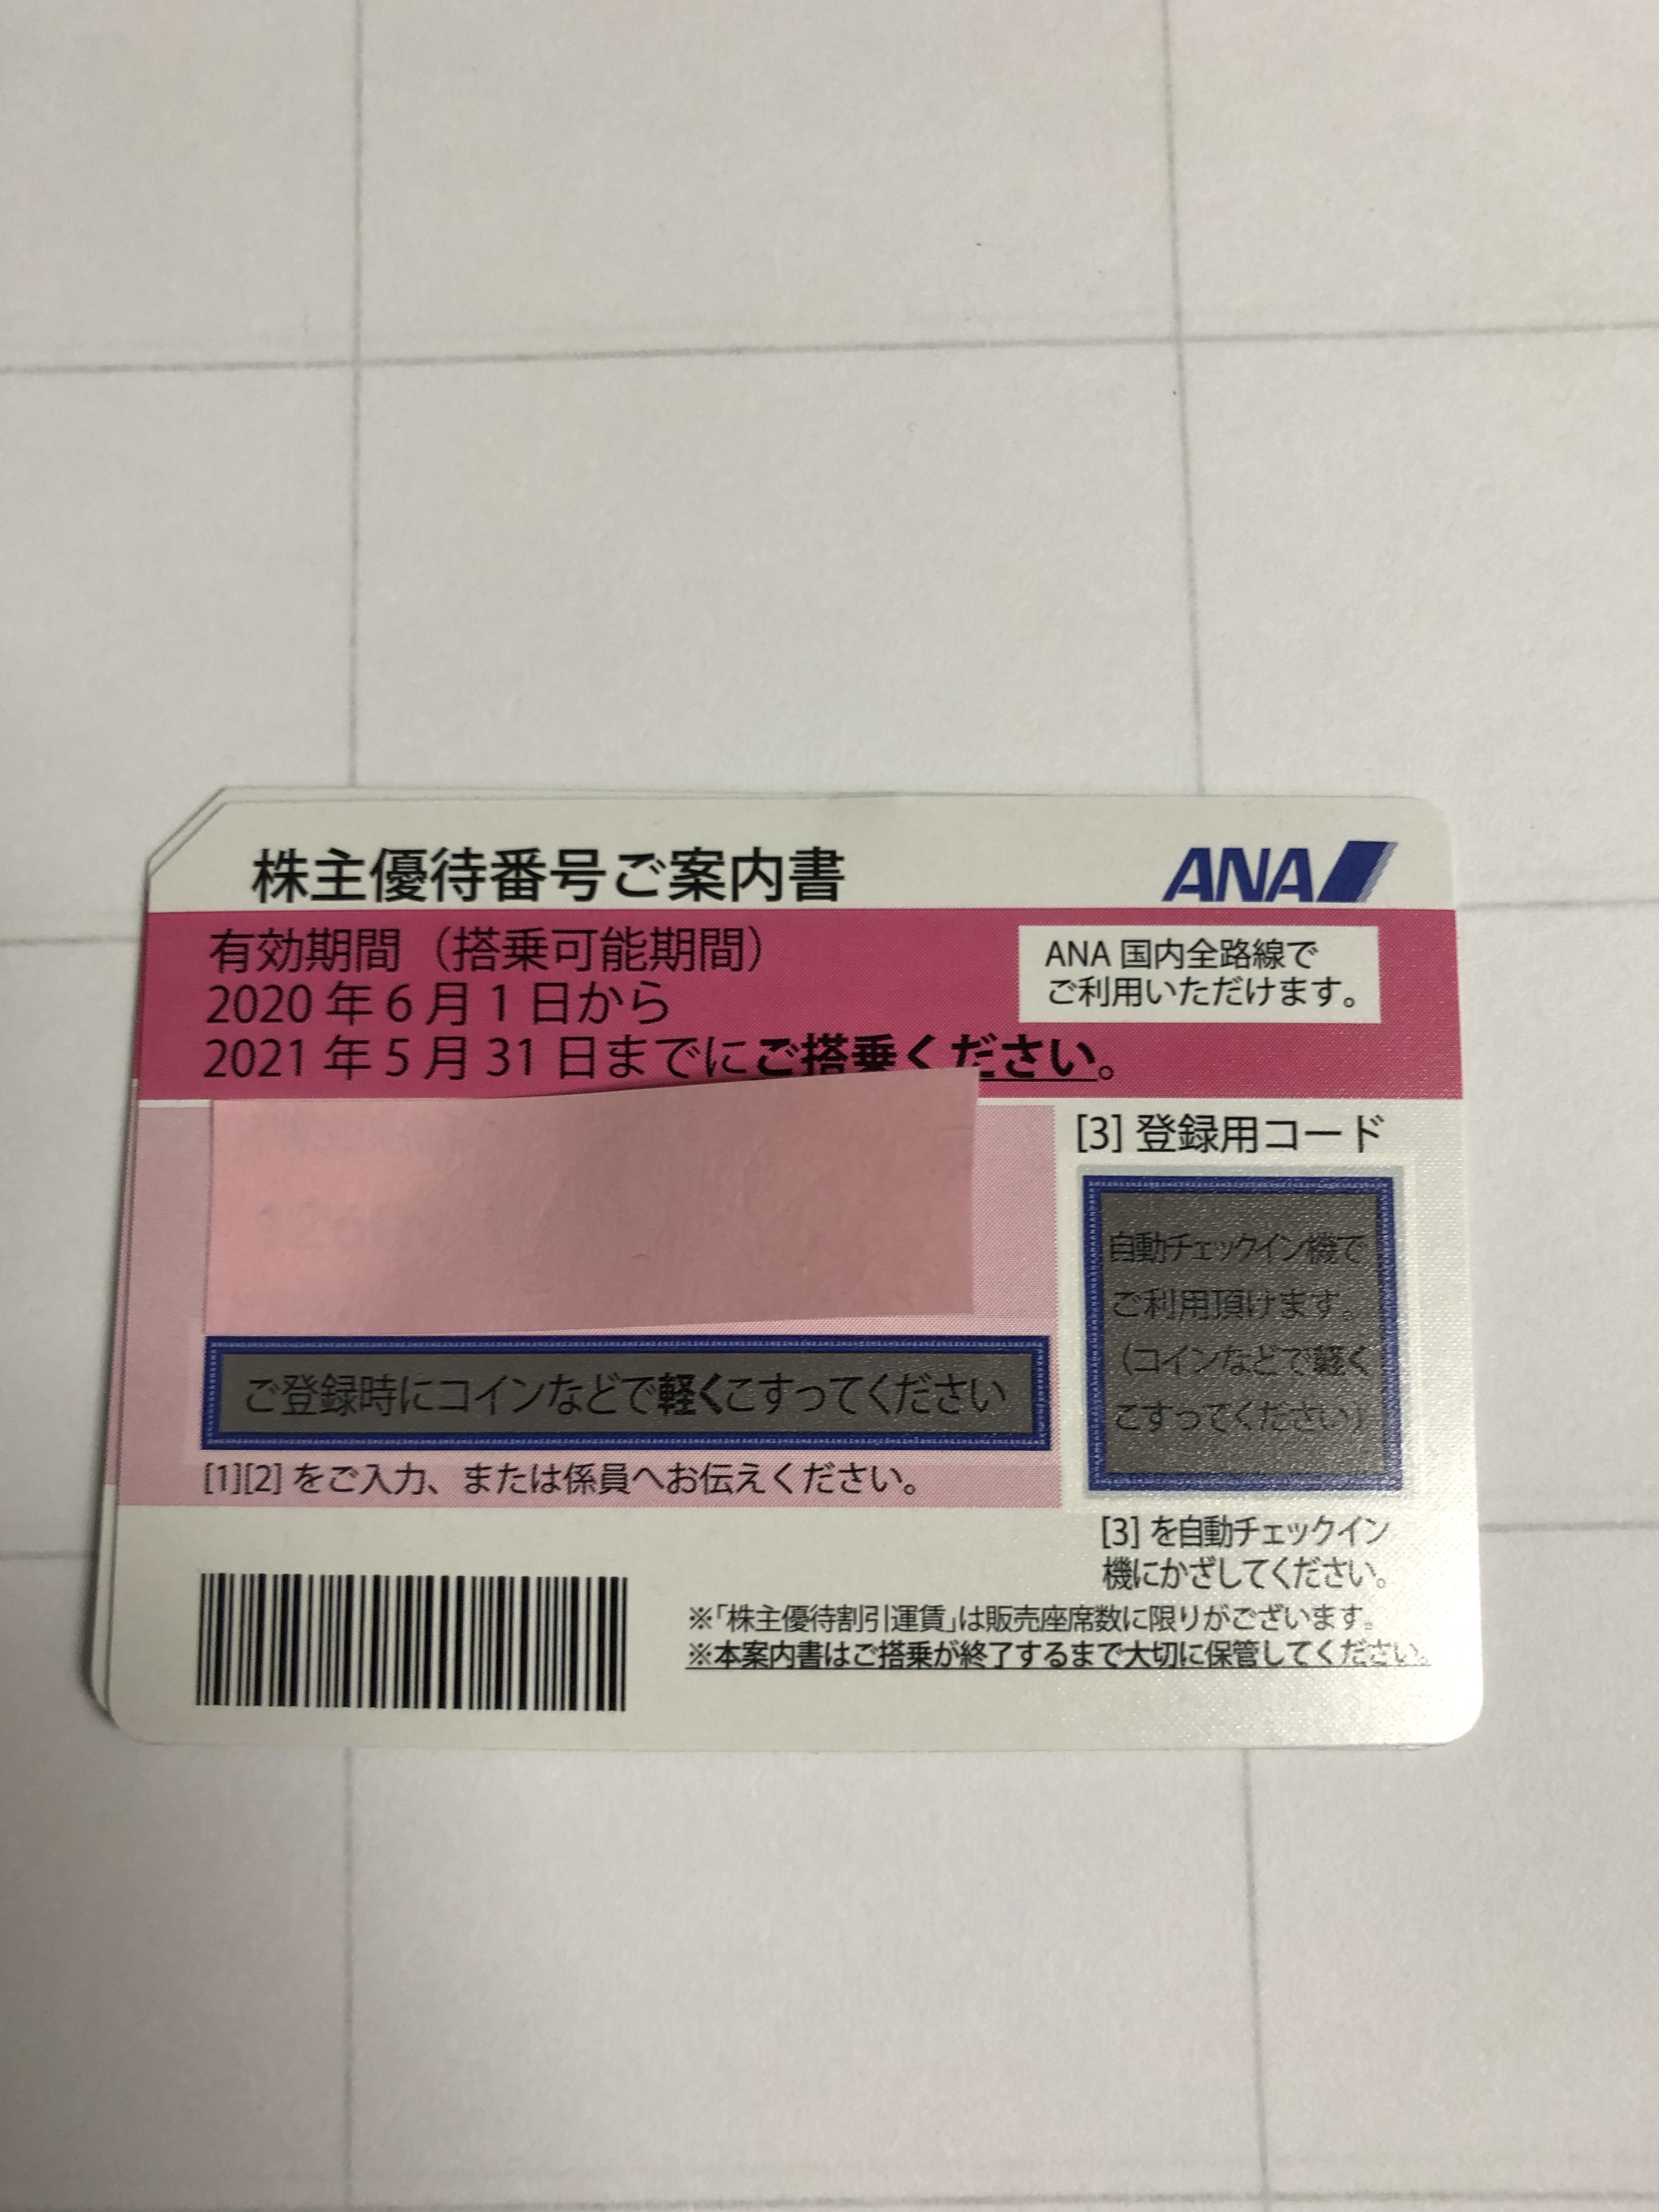 株主優待番号ご案内書
ANA
有効期間（搭乗可能期間）
2020年6月1日から
2021年5月31日までにご搭乗ください。
ANA国内全路線で
ご利用いただけます。
ご登録時にコインなどで軽くこすってください
[1][2]をご入力、または係員へお伝えください。
[3]登録用コード
自動チェックイン機で
ご利用頂けます。
（コインなどで軽く
こすってください）
[3]を自動チェックイン
機にかざしてください。
※「株主優待割引運賃」は販売座席数に限りがございます。
※本案内書はご搭乗が終了するまで大切に保管してください。